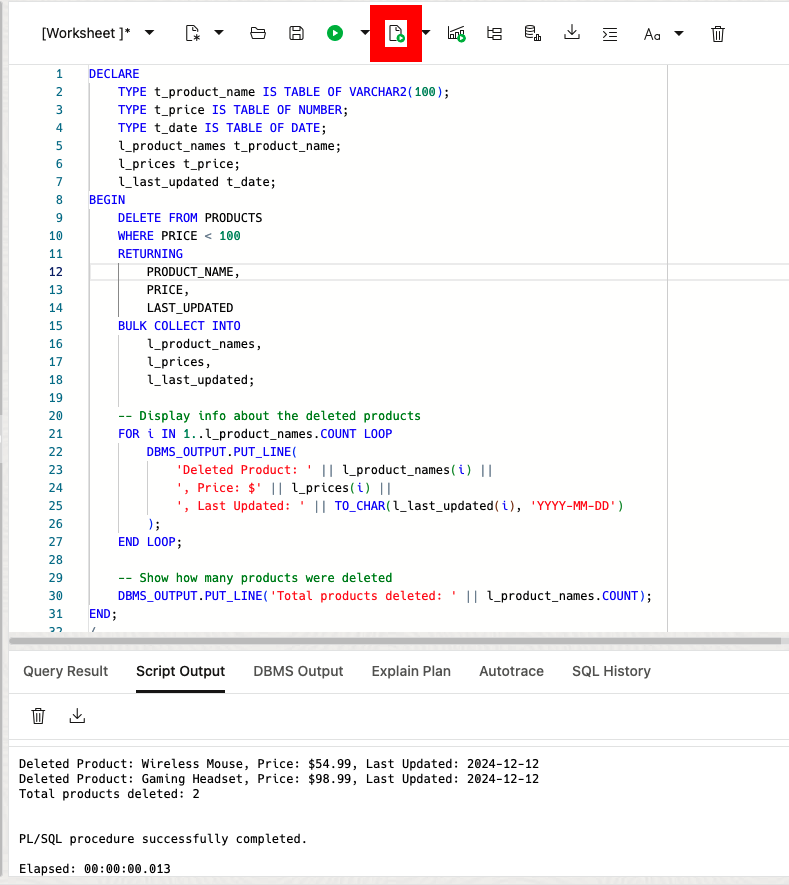 [Worksheet ]*
Aa
1 DECLARE
2     TYPE t_product_name IS TABLE OF VARCHAR2(100);
3     TYPE t_price IS TABLE OF NUMBER;
4     TYPE t_date IS TABLE OF DATE;
5     l_product_names t_product_name;
6     l_prices t_price;
7     l_last_updated t_date;
8 BEGIN
9     DELETE FROM PRODUCTS
10     WHERE PRICE < 100
11     RETURNING
12         PRODUCT_NAME,
13         PRICE,
14         LAST_UPDATED
15     BULK COLLECT INTO
16         l_product_names,
17         l_prices,
18         l_last_updated;
19
20     -- Display info about the deleted products
21     FOR i IN 1..l_product_names.COUNT LOOP
22         DBMS_OUTPUT.PUT_LINE(
23             'Deleted Product: ' || l_product_names(i) ||
24             ', Price: $' || l_prices(i) ||
25             ', Last Updated: ' || TO_CHAR(l_last_updated(i), 'YYYY-MM-DD')
26         );
27     END LOOP;
28
29     -- Show how many products were deleted
30     DBMS_OUTPUT.PUT_LINE('Total products deleted: ' || l_product_names.COUNT);
31 END;
32 /
Query Result Script Output DBMS Output Explain Plan Autotrace SQL History
Deleted Product: Wireless Mouse, Price: $54.99, Last Updated: 2024-12-12
Deleted Product: Gaming Headset, Price: $98.99, Last Updated: 2024-12-12
Total products deleted: 2
PL/SQL procedure successfully completed.
Elapsed: 00:00:00.013